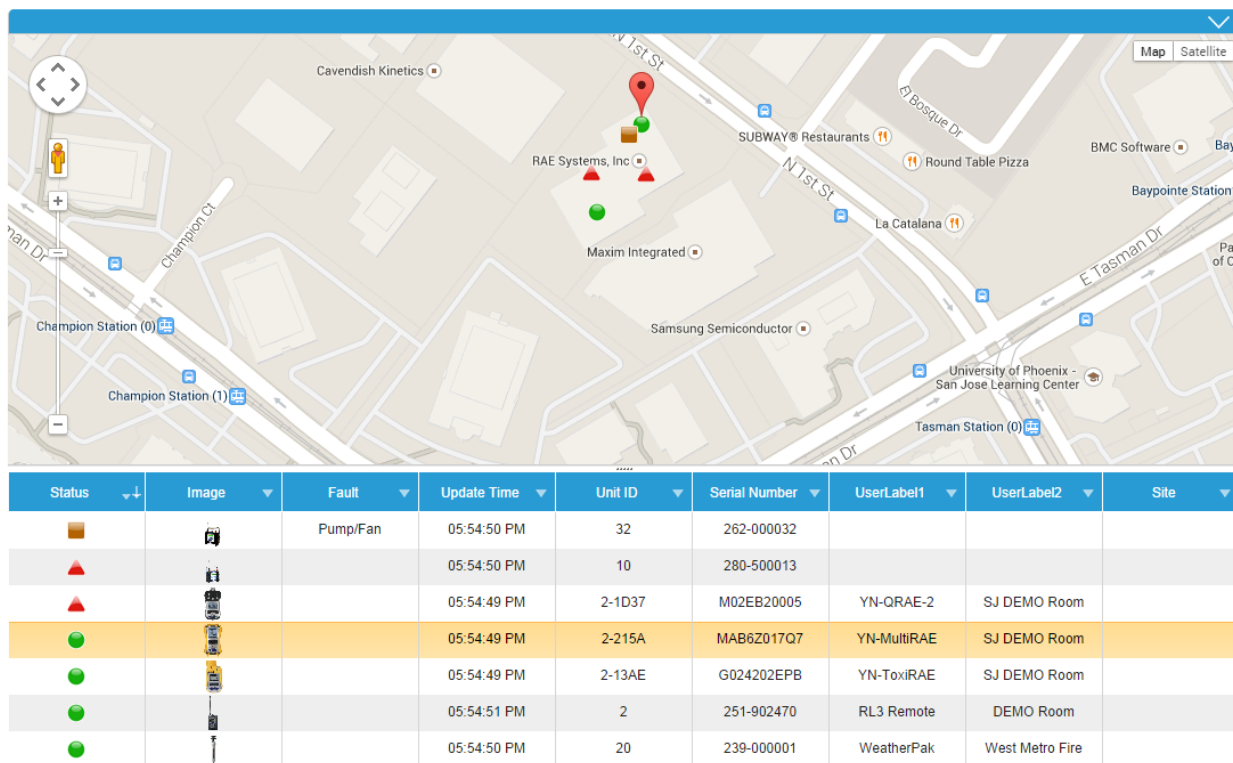 N 1st St
Map Satellite
Cavendish Kinetics
El Bosque Dr
SUBWAY® Restaurants
BMC Software
Bay
RAE Systems, Inc
Round Table Pizza
N 1st St
Baypointe Station
Champion Ct
La Catalana
man Dr
Maxim Integrated
E Tasman Dr
Pa
of C
Champion Station (0)
Samsung Semiconductor
University of Phoenix -
San Jose Learning Center
Champion Station (1)
Tasman Station (0)
an Dr
Status Image Fault Update Time Unit ID Serial Number UserLabel1 UserLabel2 Site
Pump/Fan 05:54:50 PM 32 262-000032
05:54:50 PM 10 280-500013
05:54:49 PM 2-1D37 M02EB20005 YN-QRAE-2 SJ DEMO Room
05:54:49 PM 2-215A MAB6Z017Q7 YN-MultiRAE SJ DEMO Room
05:54:49 PM 2-13AE G024202EPB YN-ToxiRAE SJ DEMO Room
05:54:51 PM 2 251-902470 RL3 Remote DEMO Room
05:54:50 PM 20 239-000001 WeatherPak West Metro Fire